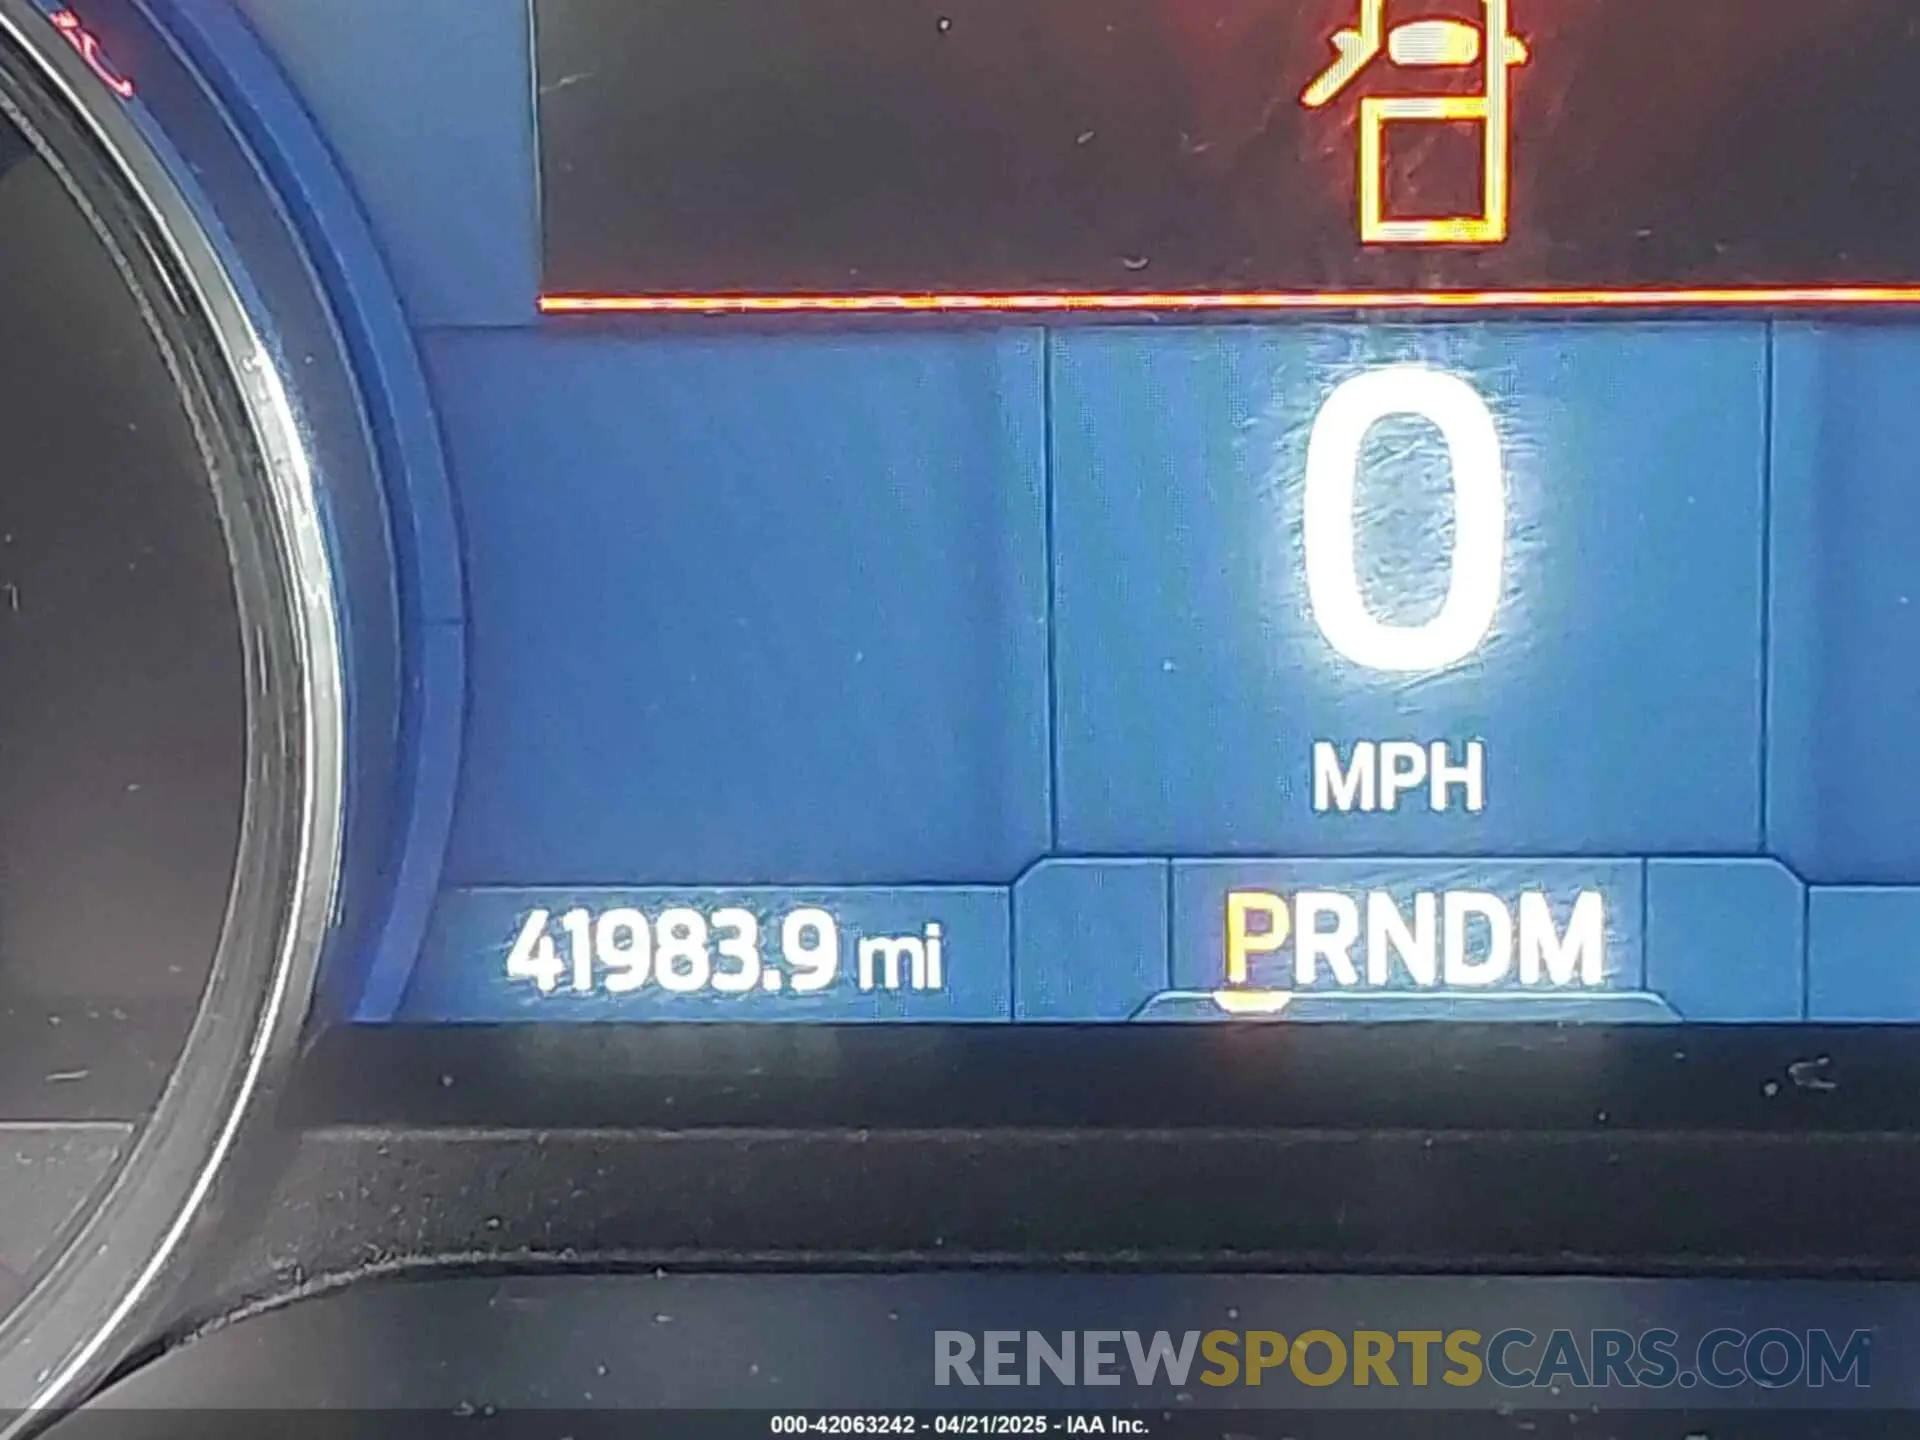 0
MPH
41983.9 mi
PRNDM
RENEWSPORTSCARS.COM
000-42063242 - 04/21/2025 - IAA Inc.